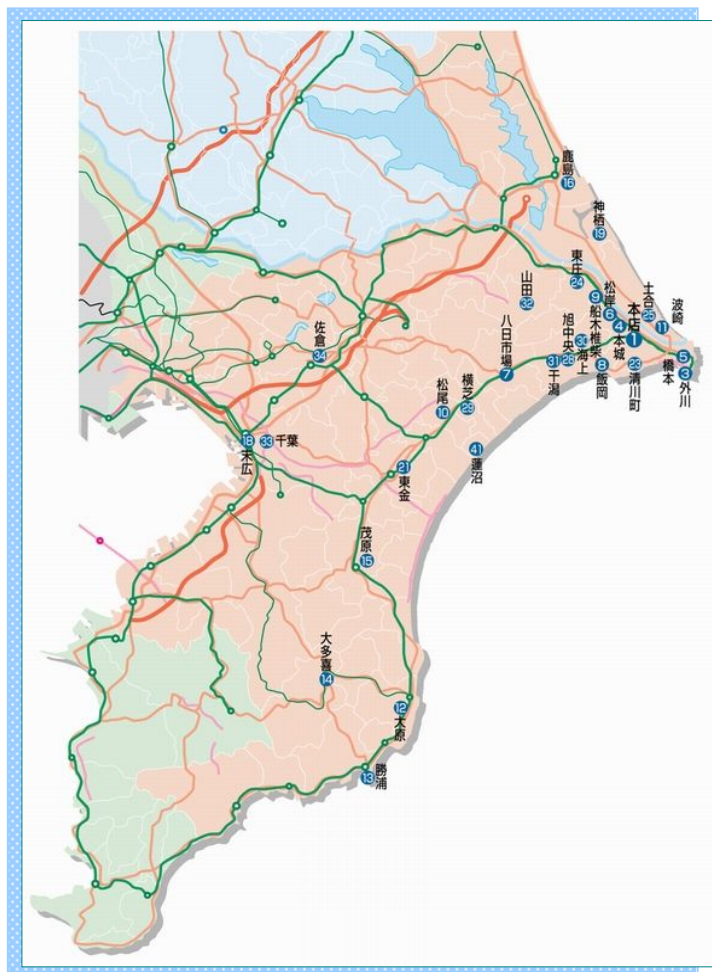 鹿島
16
神栖
19
東庄
24
山田
32
9
船木椎柴
松岸
6
4
本城
土合
25
波崎
11
本店
1
佐倉
34
八日市場
7
旭中央
28
31
干潟
30
海上
8
飯岡
23
清川町
橋本
5
3
外川
松尾
10
横芝
29
18
末広
33
千葉
41
蓮沼
21
東金
茂原
15
大多喜
14
12
大原
13
勝浦